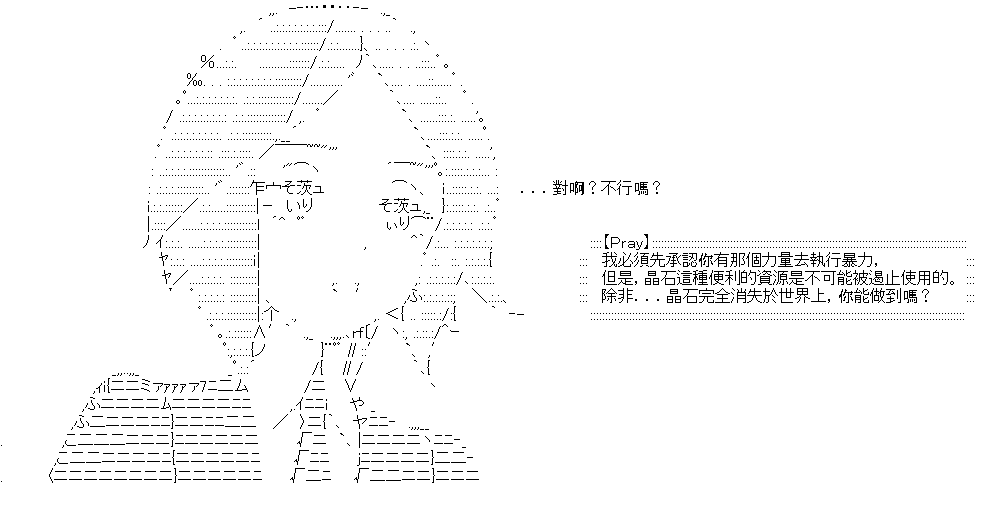 ...對啊？不行嗎？
【Pray】
我必須先承認你有那個力量去執行暴力，
但是，晶石這種便利的資源是不可能被遏止使用的。
除非...晶石完全消失於世界上，你能做到嗎？